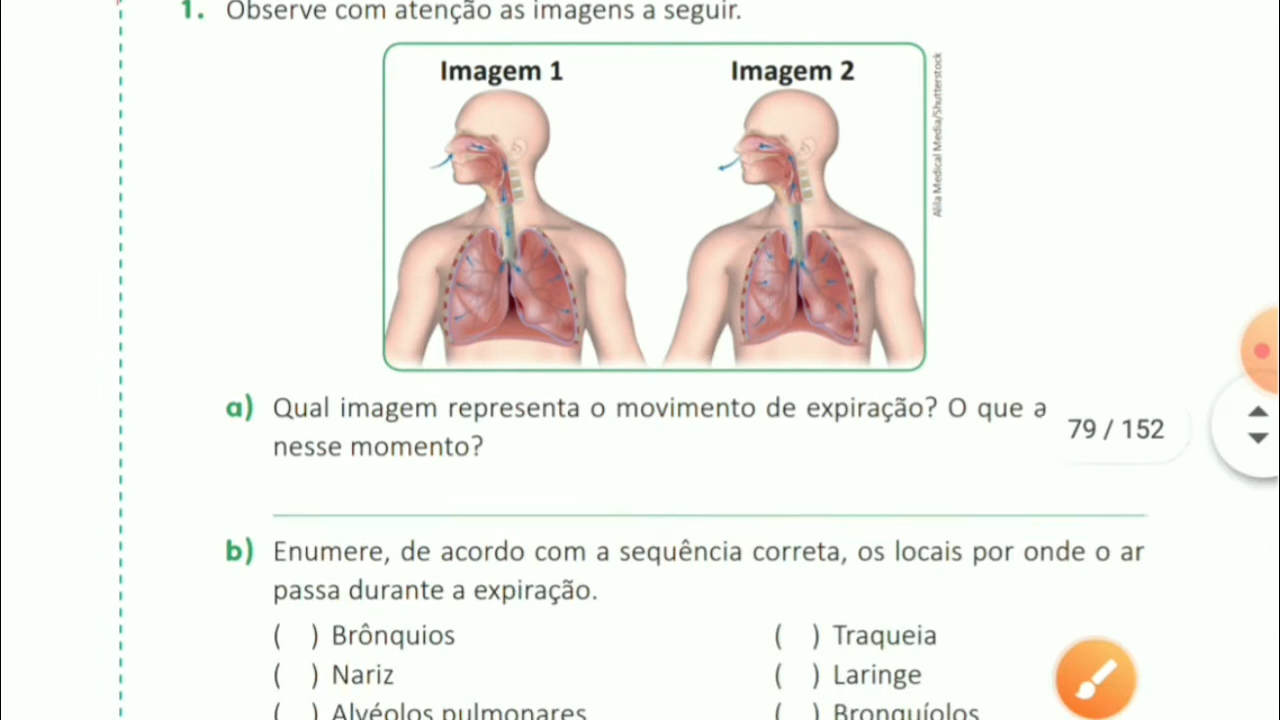 1. Observe com atenção as imagens a seguir.
Imagem 1
Imagem 2
Alila Medical Media/Shutterstock
a) Qual imagem representa o movimento de expiração? O que a
nesse momento?
79 / 152
b) Enumere, de acordo com a sequência correta, os locais por onde o ar
passa durante a expiração.
( ) Brônquios
( ) Traqueia
( ) Nariz
( ) Laringe
( ) Alvéolos pulmonares
( ) Bronquíolos